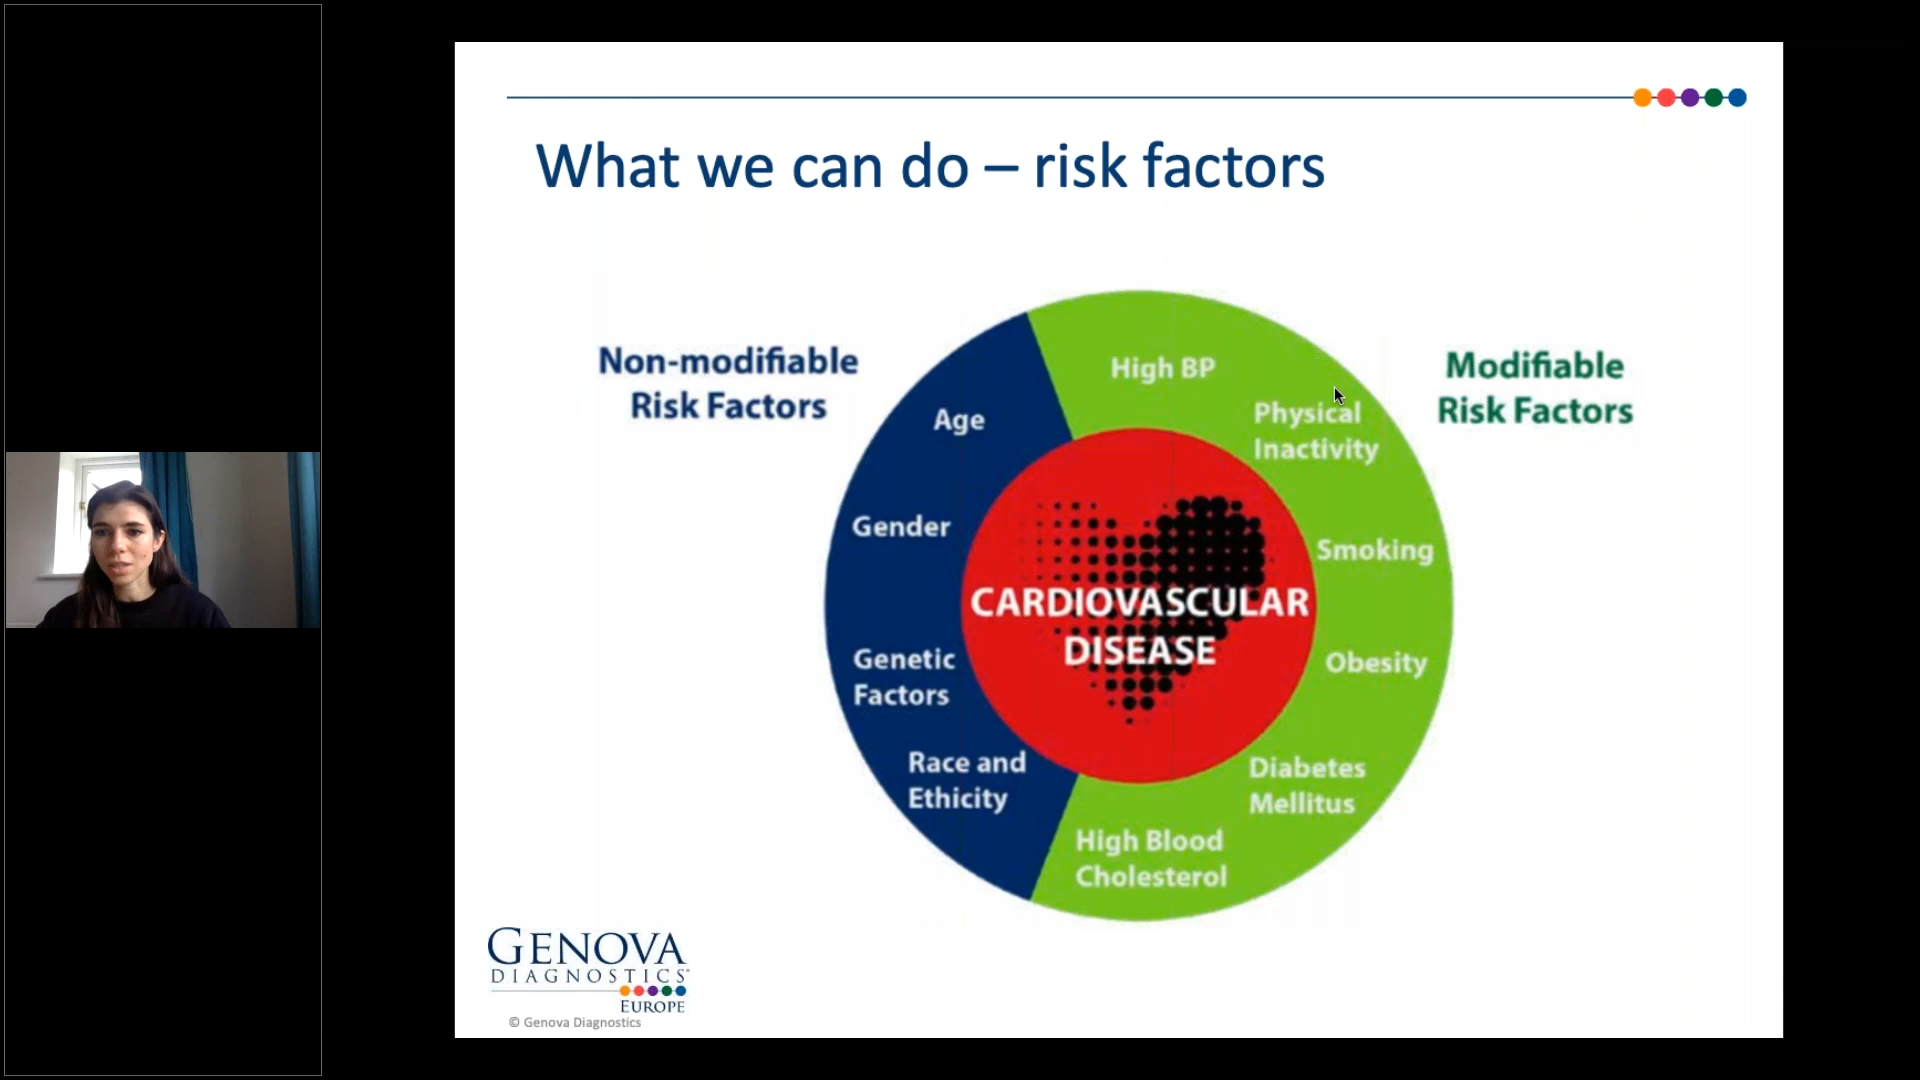 What we can do – risk factors
Non-modifiable
Risk Factors
Modifiable
Risk Factors
High BP
Physical
Inactivity
Smoking
Obesity
Diabetes
Mellitus
High Blood
Cholesterol
Age
Gender
Genetic
Factors
Race and
Ethicity
CARDIOVASCULAR
DISEASE
GENOVA
DIAGNOSTICS
EUROPE
© Genova Diagnostics